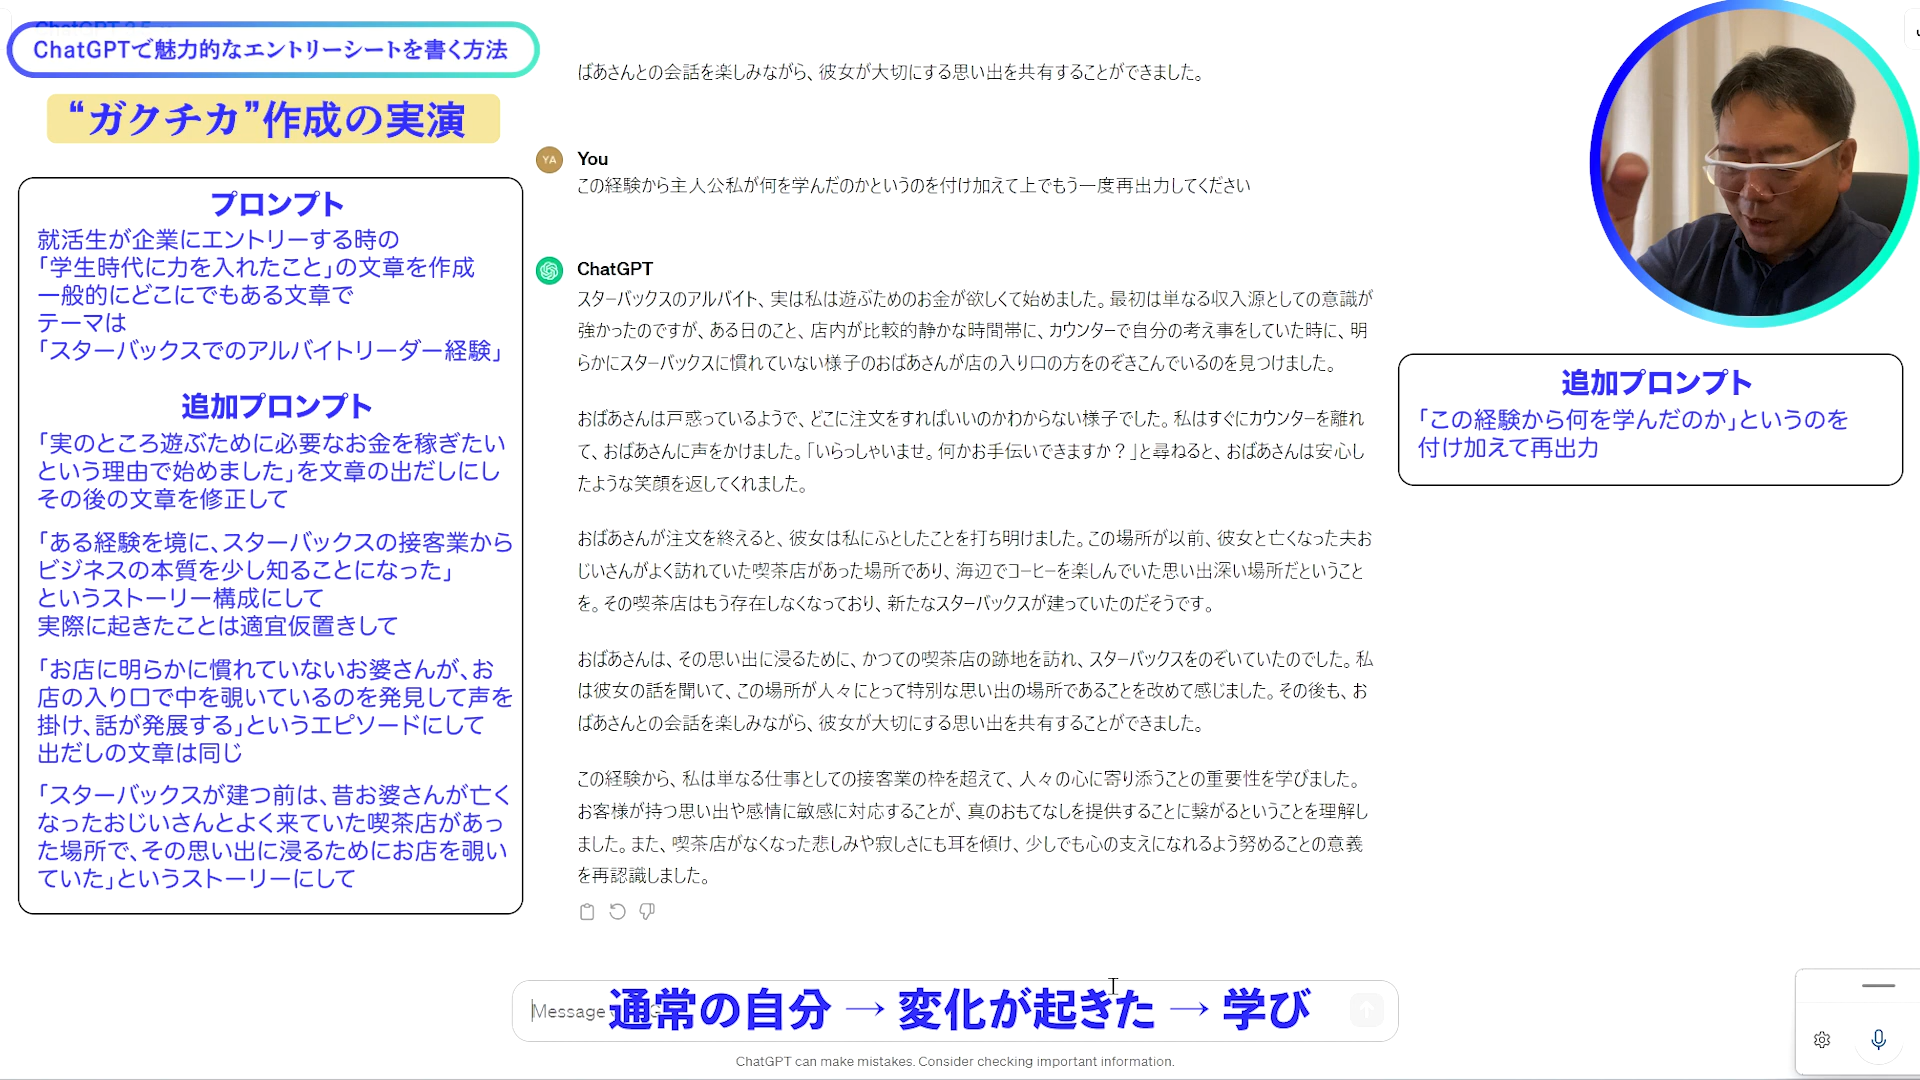 ChatGPTで魅力的なエントリーシートを書く方法
“ガクチカ”作成の実演
プロンプト
就活生が企業にエントリーする時の
「学生時代に力を入れたこと」の文章を作成
一般的にどこにでもある文章で
テーマは
「スターバックスでのアルバイトリーダー経験」
追加プロンプト
「実のところ遊ぶために必要なお金を稼ぎたい
という理由で始めました」を文章の出だしにし
その後の文章を修正して
「ある経験を境に、スターバックスの接客業から
ビジネスの本質を少し知ることになった」
というストーリー構成にして
実際に起きたことは適宜仮置きして
「お店に明らかに慣れていないお婆さんが、お
店の入り口で中を覗いているのを発見して声を
掛け、話が発展する」というエピソードにして
出だしの文章は同じ
「スターバックスが建つ前は、昔お婆さんが亡く
なったおじいさんとよく来ていた喫茶店があっ
た場所で、その思い出に浸るためにお店を覗い
ていた」というストーリーにして
ばあさんとの会話を楽しみながら、彼女が大切にする思い出を共有することができました。
YA
You
この経験から主人公私が何を学んだのかというのを付け加えて上でもう一度再出力してください
ChatGPT
スターバックスのアルバイト、実は私は遊ぶためのお金が欲しくて始めました。最初は単なる収入源としての意識が
強かったのですが、ある日のこと、店内が比較的静かな時間帯に、カウンターで自分の考え事をしていた時に、明
らかにスターバックスに慣れていない様子のおばあさんが店の入り口の方をのぞきこんでいるのを見つけました。
おばあさんは戸惑っているようで、どこに注文をすればいいのかわからない様子でした。私はすぐにカウンターを離れ
て、おばあさんに声をかけました。「いらっしゃいませ。何かお手伝いできますか？」と尋ねると、おばあさんは安心し
たような笑顔を返してくれました。
おばあさんが注文を終えると、彼女は私にふとしたことを打ち明けました。この場所が以前、彼女と亡くなった夫お
じいさんがよく訪れていた喫茶店があった場所であり、海辺でコーヒーを楽しんでいた思い出深い場所だということ
を。その喫茶店はもう存在しなくなっており、新たなスターバックスが建っていたのだそうです。
おばあさんは、その思い出に浸るために、かつての喫茶店の跡地を訪れ、スターバックスをのぞいていたのでした。私
は彼女の話を聞いて、この場所が人々にとって特別な思い出の場所であることを改めて感じました。その後も、お
ばあさんとの会話を楽しみながら、彼女が大切にする思い出を共有することができました。
この経験から、私は単なる仕事としての接客業の枠を超えて、人々の心に寄り添うことの重要性を学びました。
お客様が持つ思い出や感情に敏感に対応することが、真のおもてなしを提供することに繋がるということを理解し
ました。また、喫茶店がなくなった悲しみや寂しさにも耳を傾け、少しでも心の支えになれるよう努めることの意義
を再認識しました。
追加プロンプト
「この経験から何を学んだのか」というのを
付け加えて再出力
Message
通常の自分 → 変化が起きた → 学び
ChatGPT can make mistakes. Consider checking important information.